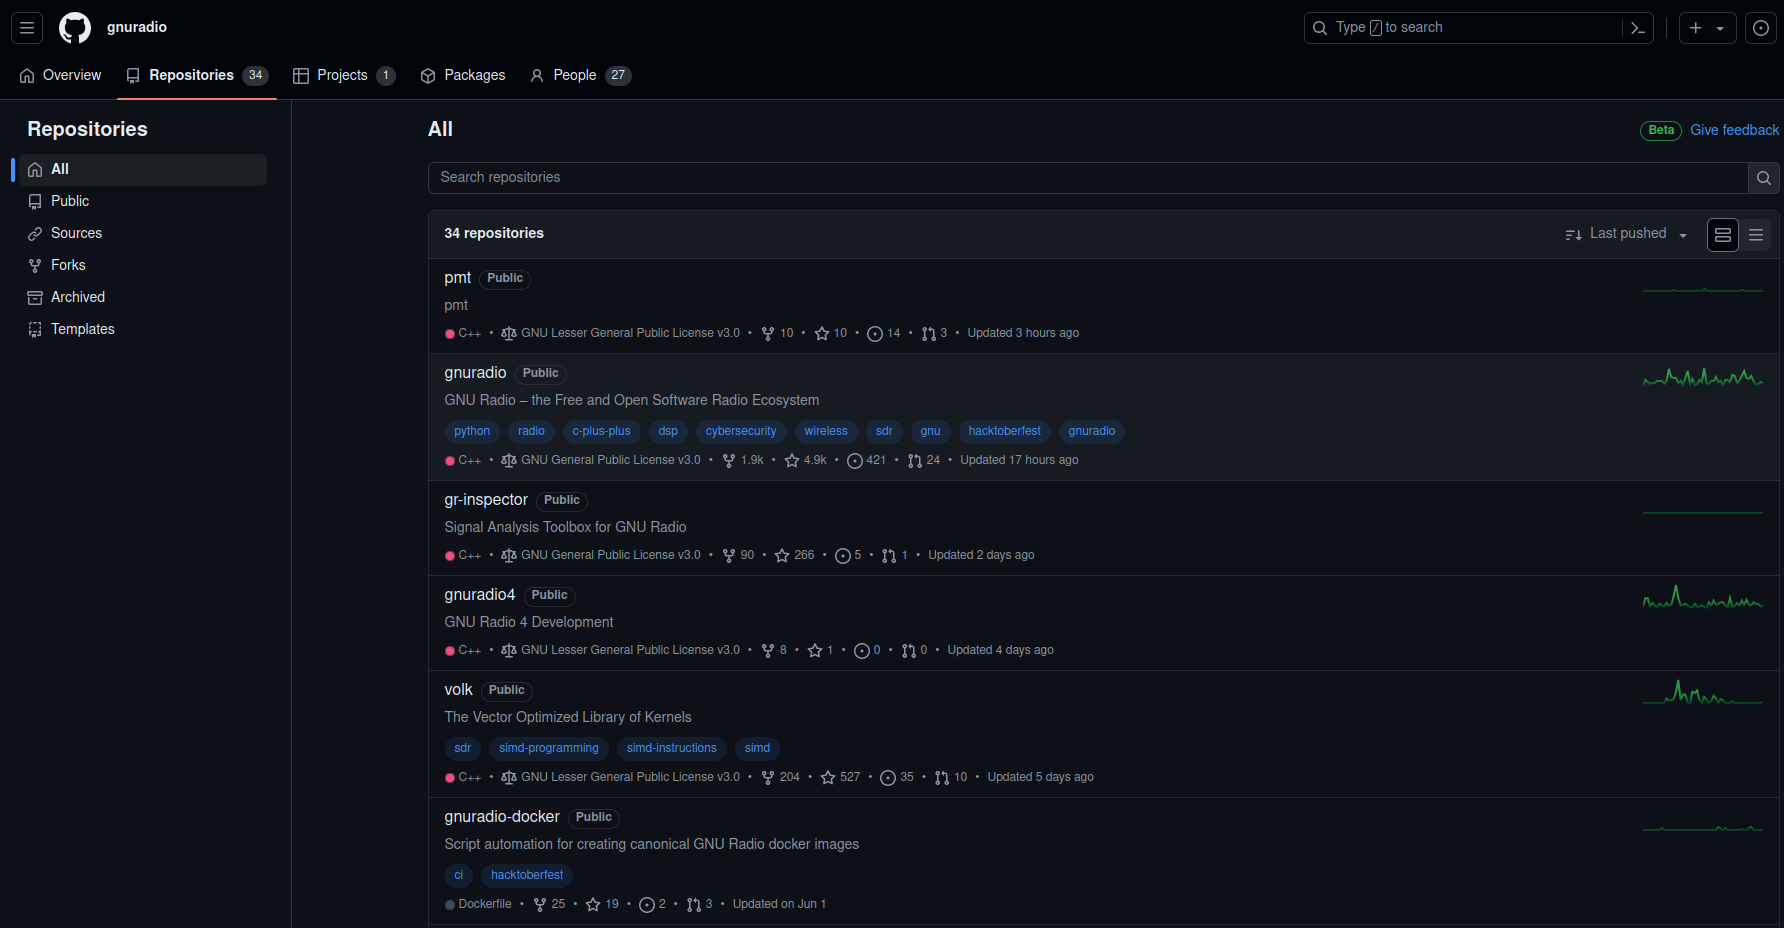 gnuradio
Type / to search
Overview
Repositories 34
Projects 1
Packages
People 27
Repositories
All
Public
Sources
Forks
Archived
Templates
All
Beta Give feedback
Search repositories
34 repositories
Last pushed
pmt Public
pmt
C++ • GNU Lesser General Public License v3.0 • 10 • 10 • 14 • 3 • Updated 3 hours ago
gnuradio Public
GNU Radio – the Free and Open Software Radio Ecosystem
python radio c-plus-plus dsp cybersecurity wireless sdr gnu hacktoberfest gnuradio
C++ • GNU General Public License v3.0 • 1.9k • 4.9k • 421 • 24 • Updated 17 hours ago
gr-inspector Public
Signal Analysis Toolbox for GNU Radio
C++ • GNU General Public License v3.0 • 90 • 266 • 5 • 1 • Updated 2 days ago
gnuradio4 Public
GNU Radio 4 Development
C++ • GNU Lesser General Public License v3.0 • 8 • 1 • 0 • 0 • Updated 4 days ago
volk Public
The Vector Optimized Library of Kernels
sdr simd-programming simd-instructions simd
C++ • GNU Lesser General Public License v3.0 • 204 • 527 • 35 • 10 • Updated 5 days ago
gnuradio-docker Public
Script automation for creating canonical GNU Radio docker images
ci hacktoberfest
Dockerfile • 25 • 19 • 2 • 3 • Updated on Jun 1